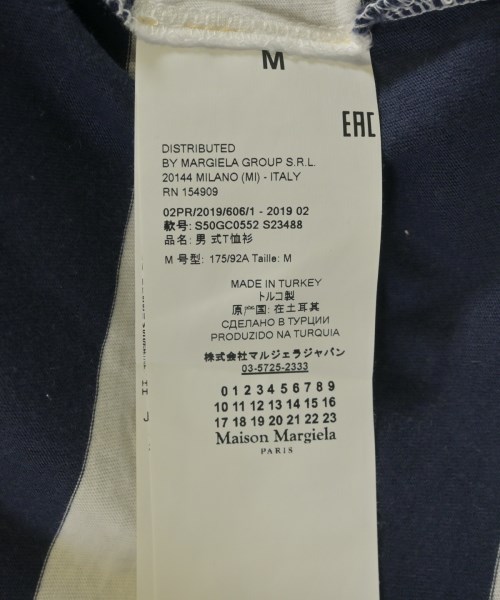 M
EAC
DISTRIBUTED
BY MARGIELA GROUP S.R.L.
20144 MILANO (MI) - ITALY
RN 154909
02PR/2019/606/1 - 2019 02
款号: S50GC0552 S23488
品名: 男 式T恤衫
M 号型: 175/92A Taille: M
MADE IN TURKEY
トルコ製
原产国: 在土耳其
СДЕЛАНО В ТУРЦИИ
PRODUZIDO NA TURQUIA
株式会社マルジェラジャパン
03-5725-2333
0 1 2 3 4 5 6 7 8 9
10 11 12 13 14 15 16
17 18 19 20 21 22 23
Maison Margiela
PARIS